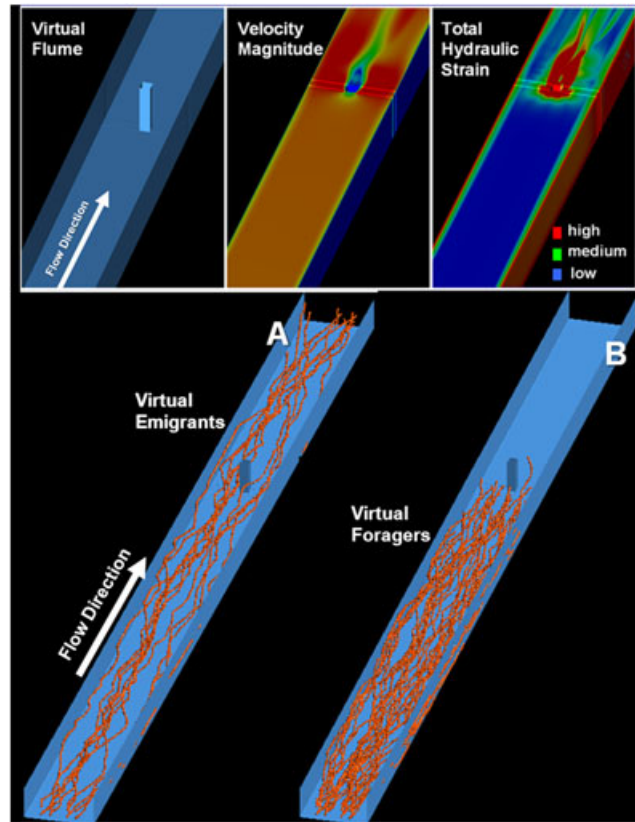 Virtual
Flume
Flow Direction
Velocity
Magnitude
Total
Hydraulic
Strain
high
medium
low
A
Virtual
Emigrants
Flow Direction
B
Virtual
Foragers